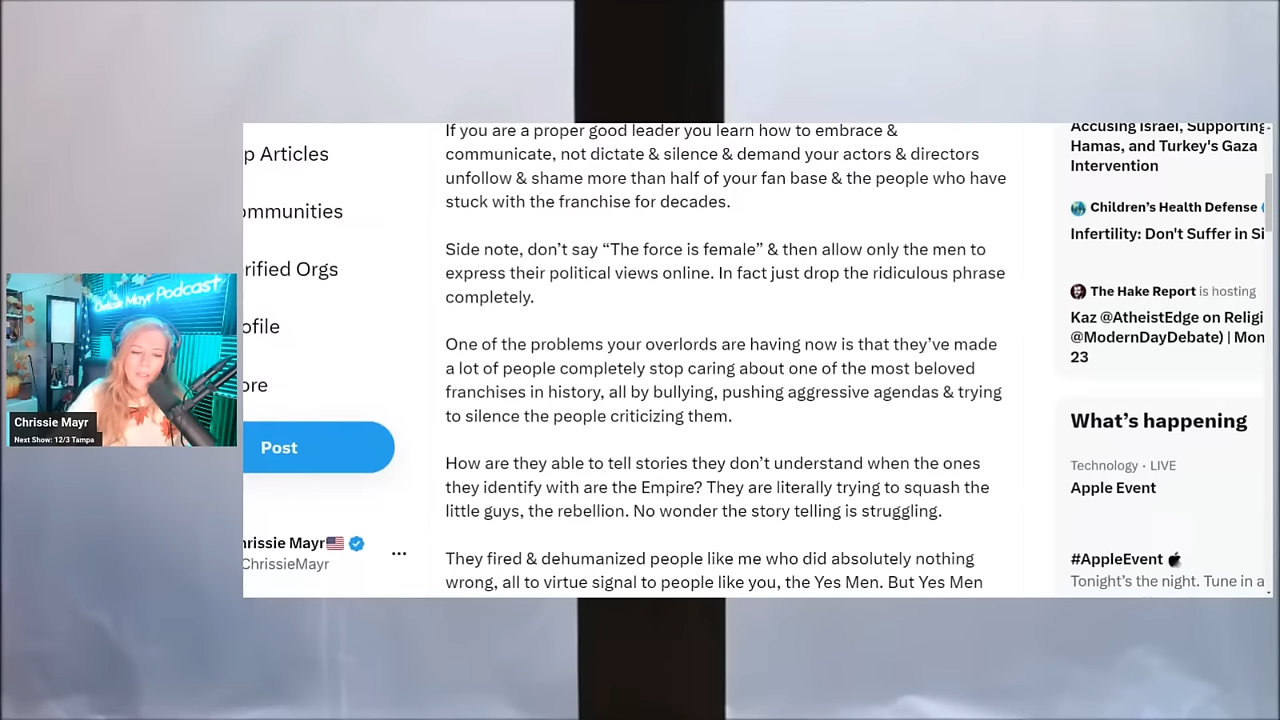 If you are a proper good leader you learn how to embrace &
communicate, not dictate & silence & demand your actors & directors
unfollow & shame more than half of your fan base & the people who have
stuck with the franchise for decades.
Side note, don’t say “The force is female” & then allow only the men to
express their political views online. In fact just drop the ridiculous phrase
completely.
One of the problems your overlords are having now is that they’ve made
a lot of people completely stop caring about one of the most beloved
franchises in history, all by bullying, pushing aggressive agendas & trying
to silence the people criticizing them.
How are they able to tell stories they don’t understand when the ones
they identify with are the Empire? They are literally trying to squash the
little guys, the rebellion. No wonder the story telling is struggling.
They fired & dehumanized people like me who did absolutely nothing
wrong, all to virtue signal to people like you, the Yes Men. But Yes Men
p Articles
ommunities
rified Orgs
ofile
ore
Post
hrissie Mayr
ChrissieMayr
...
Accusing Israel, Supporting
Hamas, and Turkey's Gaza
Intervention
Children’s Health Defense
Infertility: Don't Suffer in Si
The Hake Report is hosting
Kaz @AtheistEdge on Religi
@ModernDayDebate) | Mon
23
What’s happening
Technology · LIVE
Apple Event
#AppleEvent
Tonight’s the night. Tune in a
Chrissie Mayr Podcast
Chrissie Mayr
Next Show: 12/3 Tampa